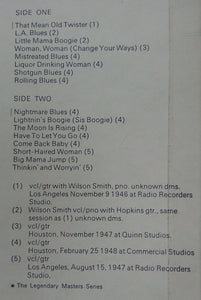 SIDE ONE
That Mean Old Twister (1)
L.A. Blues (2)
Little Mama Boogie (2)
Woman, Woman (Change Your Ways) (3)
Mistreated Blues (4)
Liquor Drinking Woman (4)
Shotgun Blues (4)
Rolling Blues (4)
SIDE TWO
Nightmare Blues (4)
Lightnin's Boogie (Sis Boogie) (4)
The Moon Is Rising (4)
Have To Let You Go (4)
Come Back Baby (4)
Short-Haired Woman (5)
Big Mama Jump (5)
Thinkin' and Worryin' (5)
(1) vcl/gtr with Wilson Smith, pno. unknown dms.
Los Angeles November 9 1946 at Radio Recorders
Studio.
(2) Wilson Smith vcl/pno with Hopkins gtr., same
session as (1) unknown dms.
(3) vcl/gtr
Houston, November 1947 at Quinn Studios.
(4) vcl/gtr
Houston, February 25 1948 at Commercial Studios
(5) vcl/gtr
Los Angeles, August 15, 1947 at Radio Recorders
Studio.
* The Legendary Masters Series